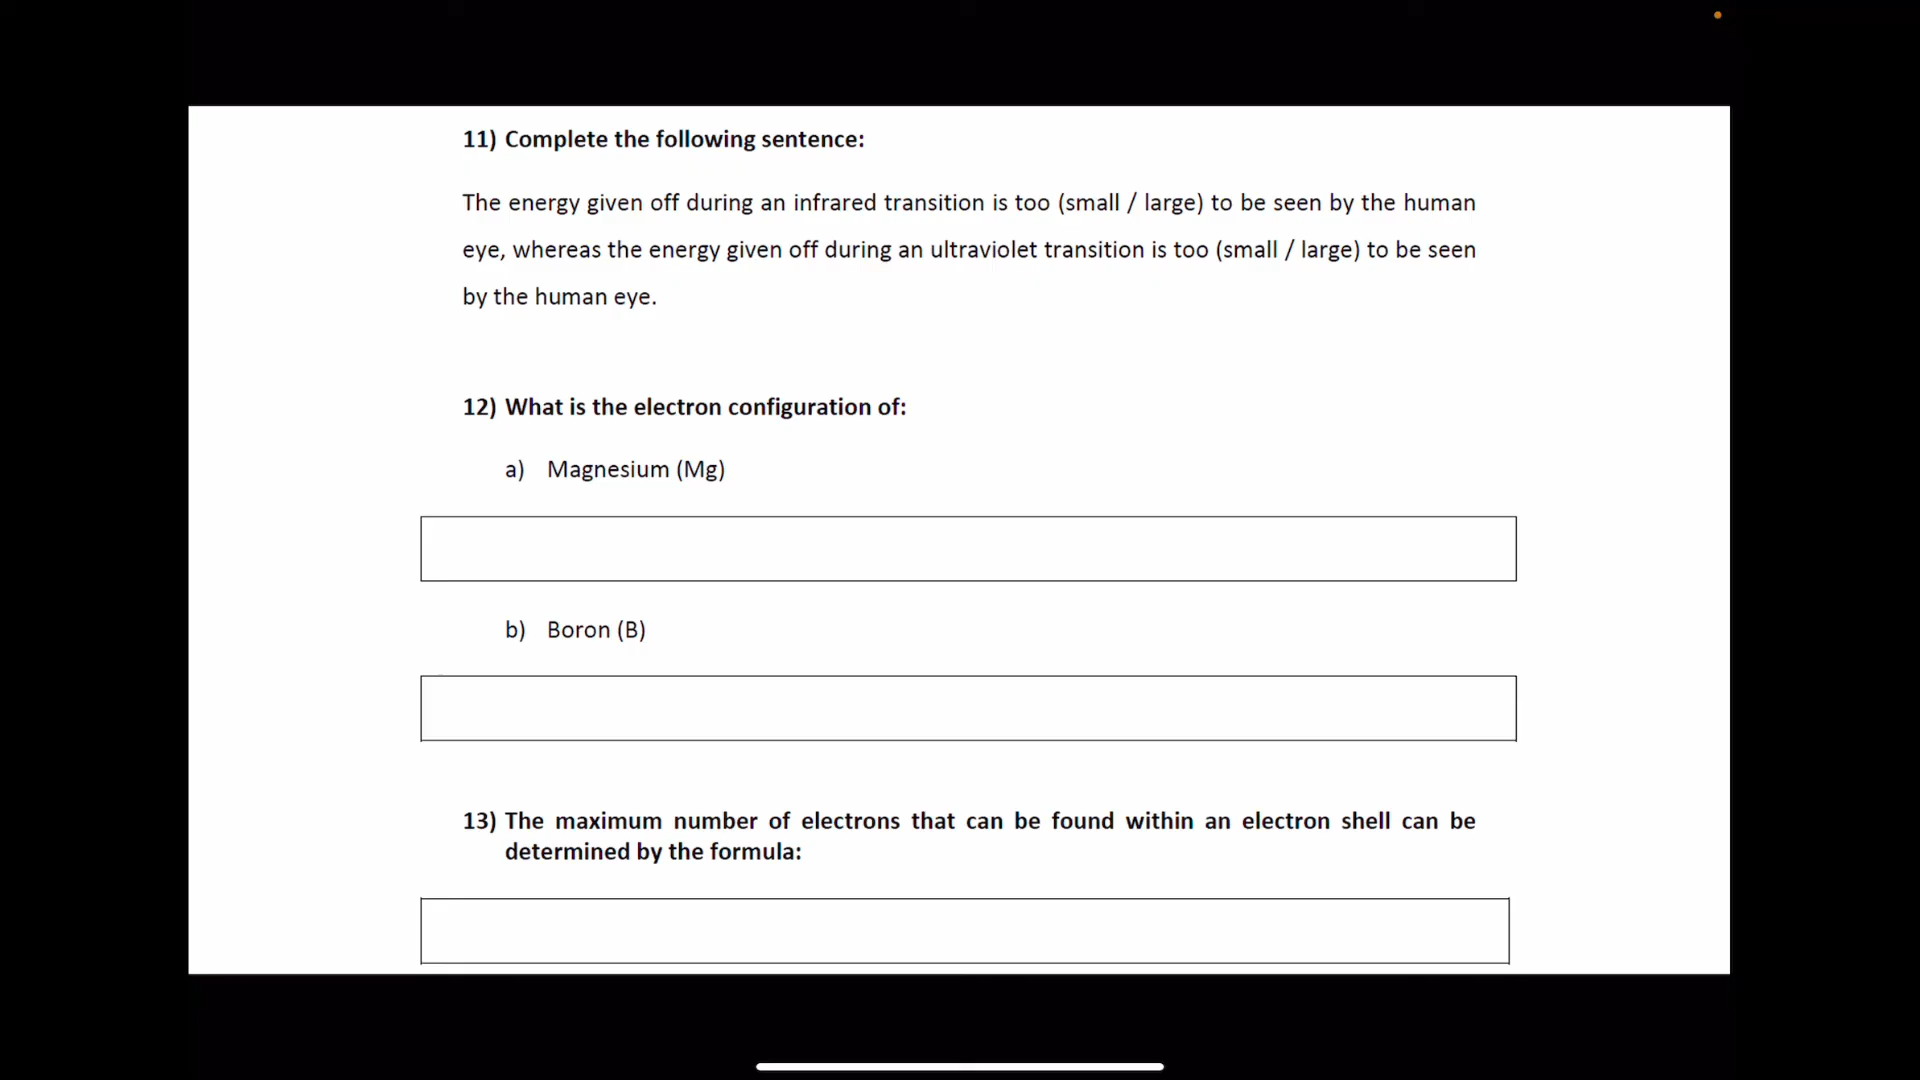 11) Complete the following sentence:
The energy given off during an infrared transition is too (small / large) to be seen by the human
eye, whereas the energy given off during an ultraviolet transition is too (small / large) to be seen
by the human eye.
12) What is the electron configuration of:
a) Magnesium (Mg)
b) Boron (B)
13) The maximum number of electrons that can be found within an electron shell can be
determined by the formula: